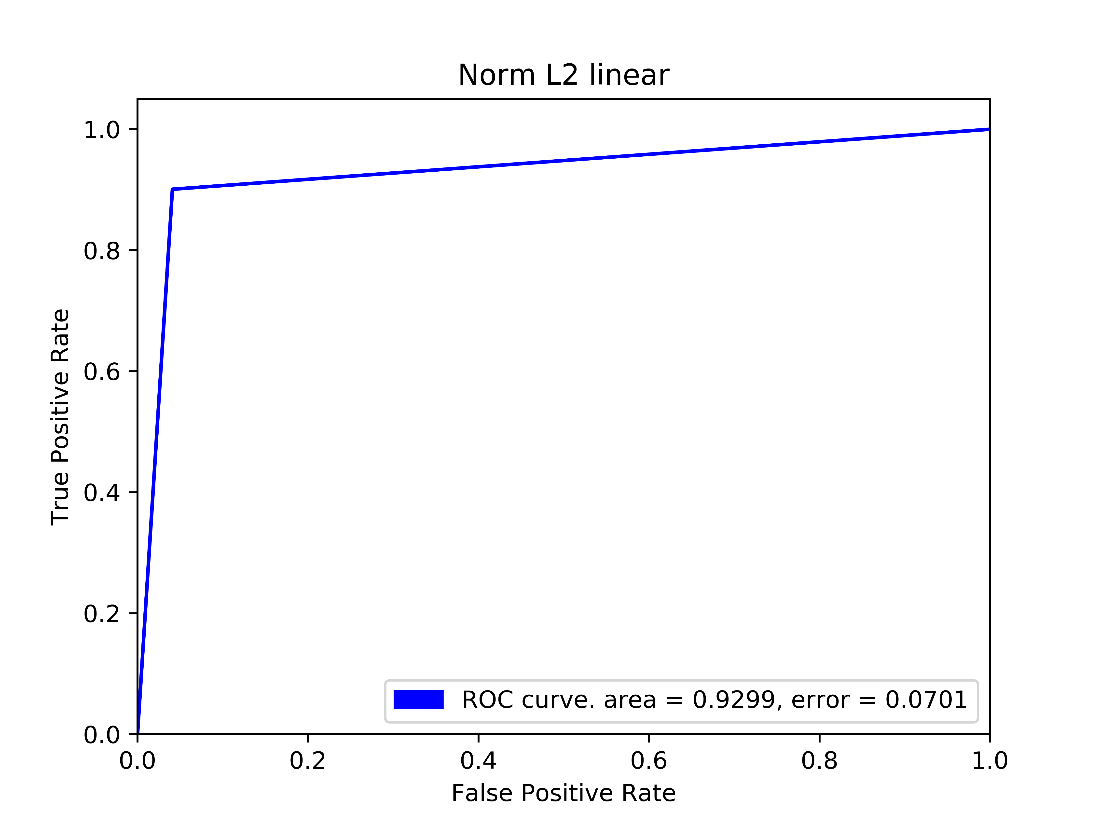 Norm L2 linear
1.0
0.8
0.6
0.4
0.2
0.0
True Positive Rate
ROC curve. area = 0.9299, error = 0.0701
0.0 0.2 0.4 0.6 0.8 1.0
False Positive Rate